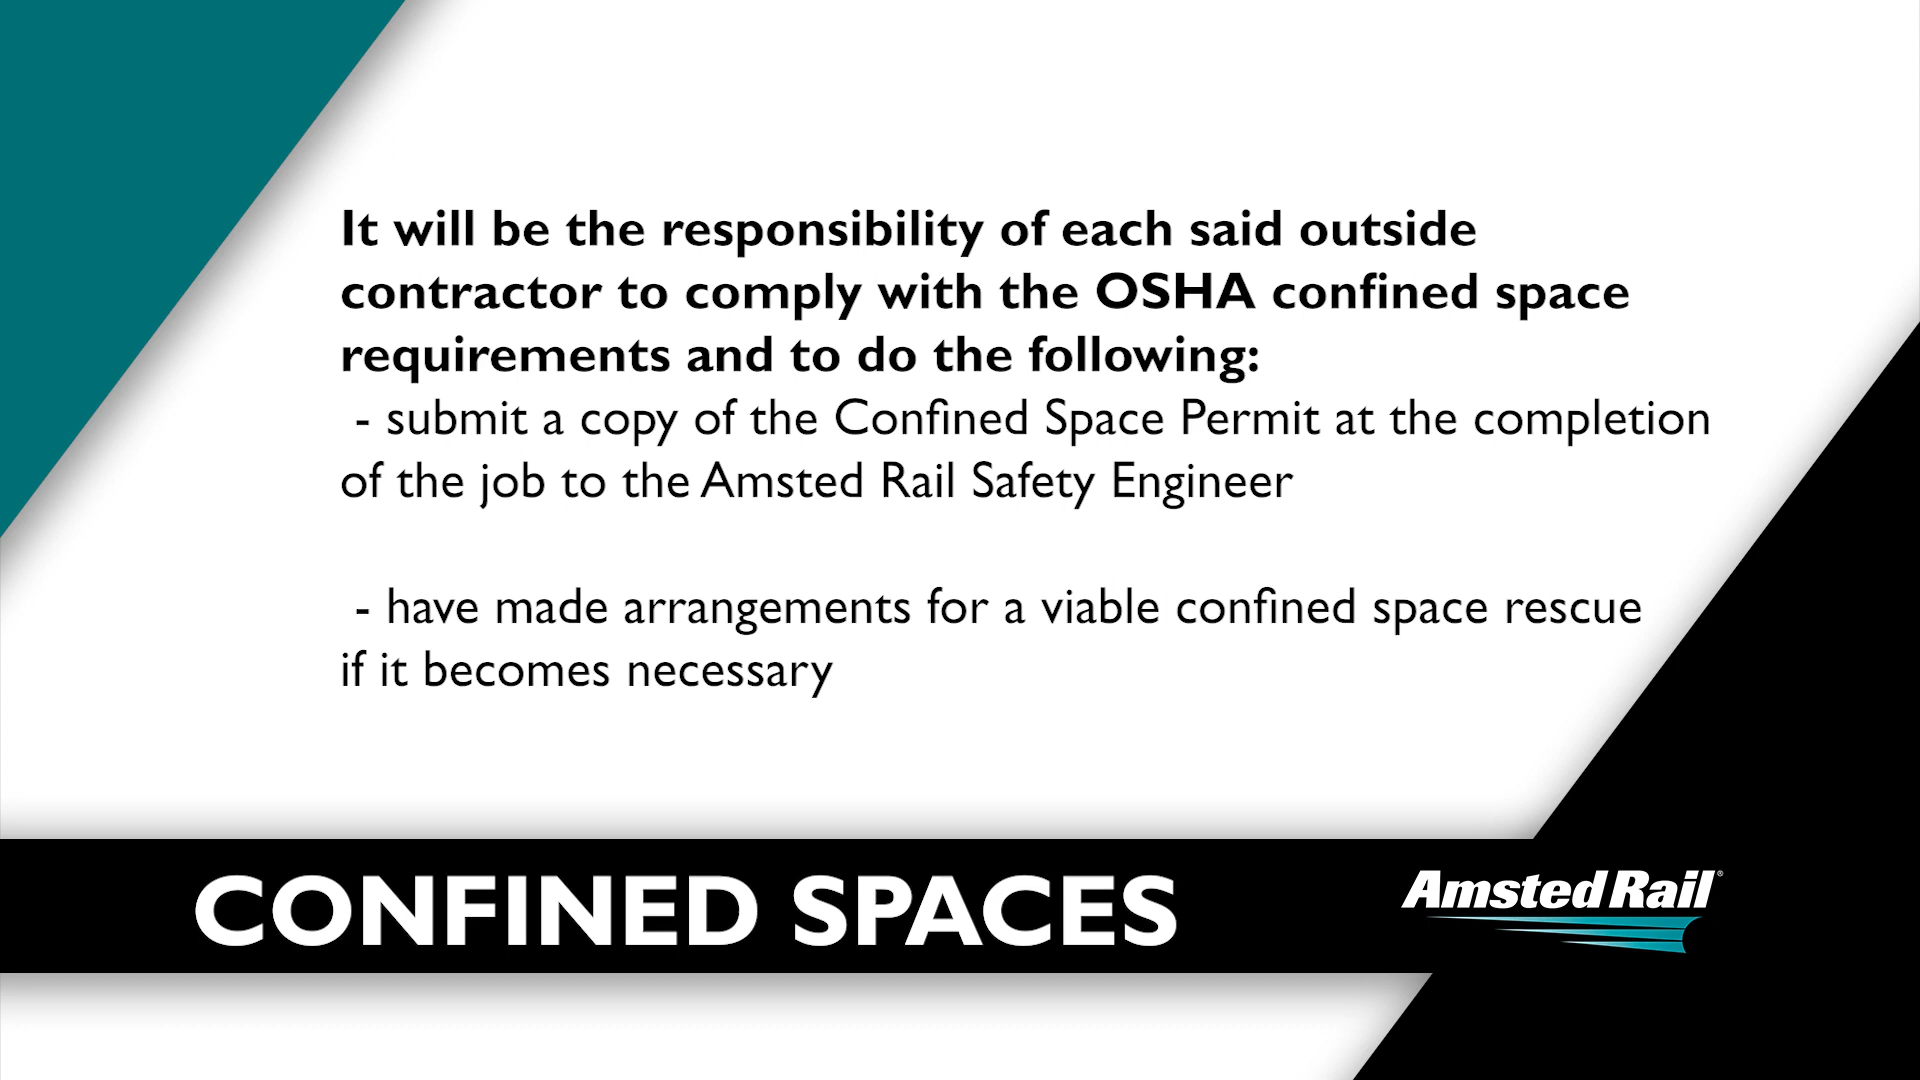 It will be the responsibility of each said outside
contractor to comply with the OSHA confined space
requirements and to do the following:
- submit a copy of the Confined Space Permit at the completion
of the job to the Amsted Rail Safety Engineer
- have made arrangements for a viable confined space rescue
if it becomes necessary
CONFINED SPACES
Amsted Rail®